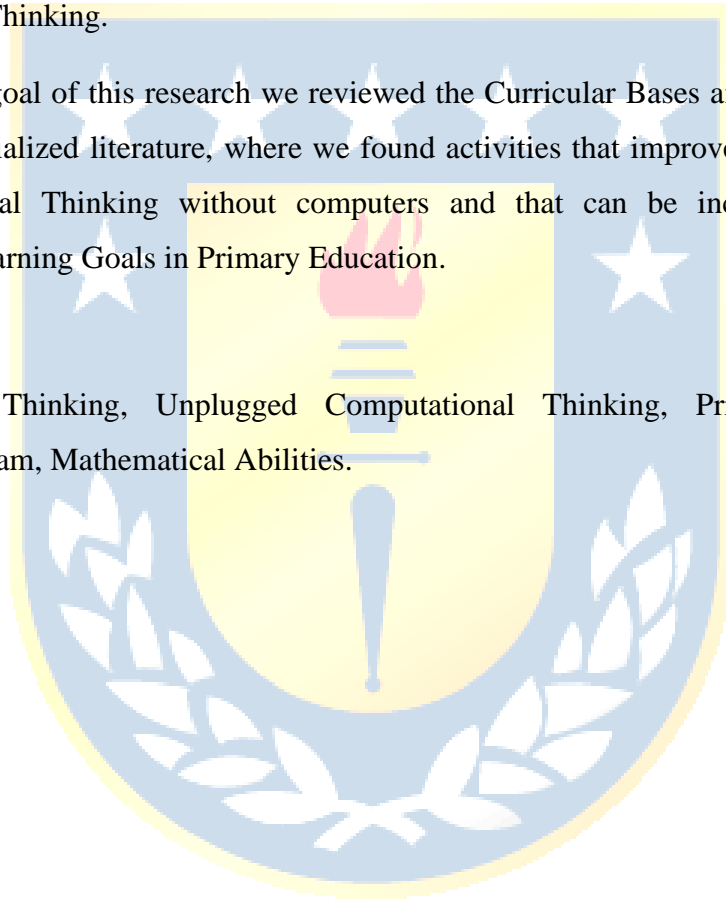 Thinking.
goal of this research we reviewed the Curricular Bases a
ialized literature, where we found activities that improve
al Thinking without computers and that can be in
arning Goals in Primary Education.
Thinking, Unplugged Computational Thinking, Pr
am, Mathematical Abilities.